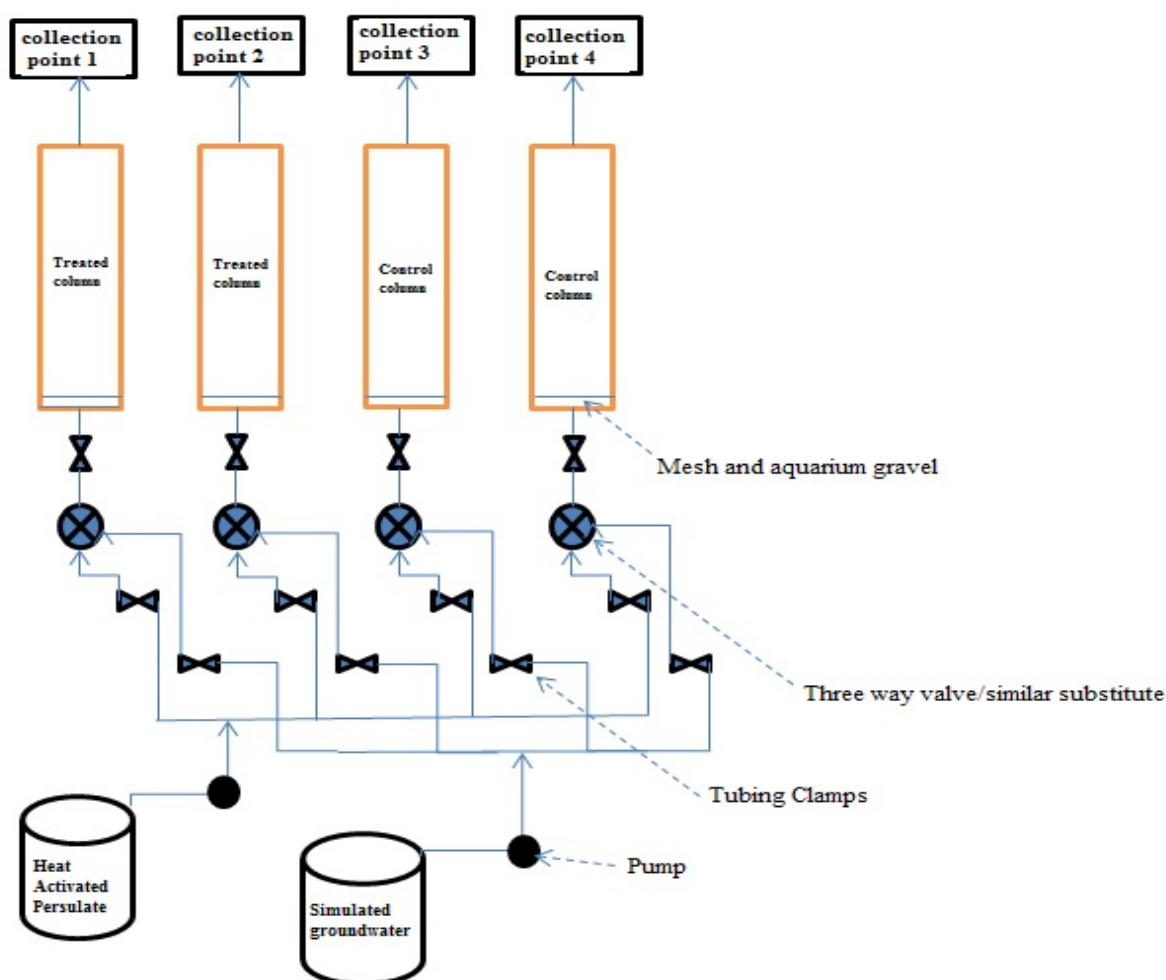 collection
point 1
collection
point 2
collection
point 3
collection
point 4
Treated
column
Treated
column
Control
column
Control
column
Mesh and aquarium gravel
Three way valve/similar substitute
Tubing Clamps
Pump
Heat
Activated
Persulate
Simulated
groundwater